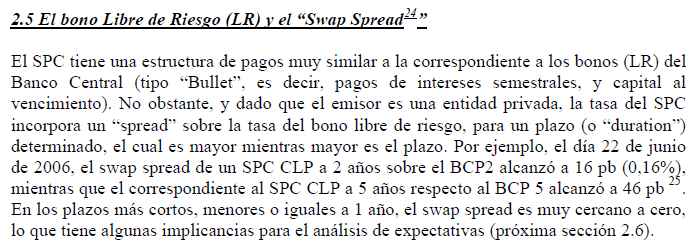 2.5 El bono Libre de Riesgo (LR) y el “Swap Spread24”
El SPC tiene una estructura de pagos muy similar a la correspondiente a los bonos (LR) del
Banco Central (tipo “Bullet”, es decir, pagos de intereses semestrales, y capital al
vencimiento). No obstante, y dado que el emisor es una entidad privada, la tasa del SPC
incorpora un “spread” sobre la tasa del bono libre de riesgo, para un plazo (o “duration”)
determinado, el cual es mayor mientras mayor es el plazo. Por ejemplo, el día 22 de junio
de 2006, el swap spread de un SPC CLP a 2 años sobre el BCP2 alcanzó a 16 pb (0,16%),
mientras que el correspondiente al SPC CLP a 5 años respecto al BCP 5 alcanzó a 46 pb 25.
En los plazos más cortos, menores o iguales a 1 año, el swap spread es muy cercano a cero,
lo que tiene algunas implicancias para el análisis de expectativas (próxima sección 2.6).